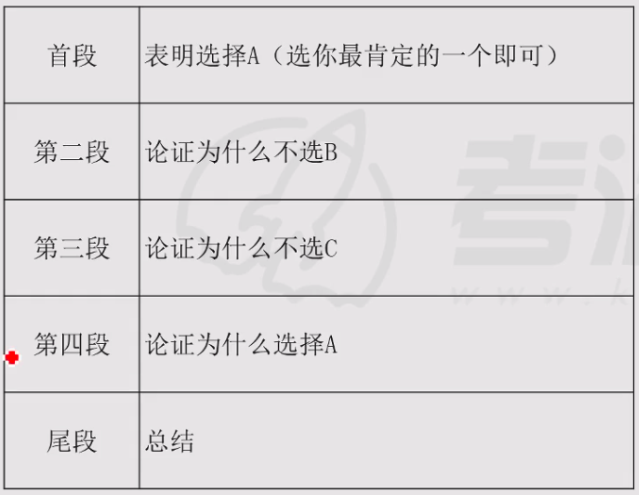 首段 表明选择A（选你最肯定的一个即可）
第二段 论证为什么不选B
第三段 论证为什么不选C
第四段 论证为什么选择A
尾段 总结
考
www.k